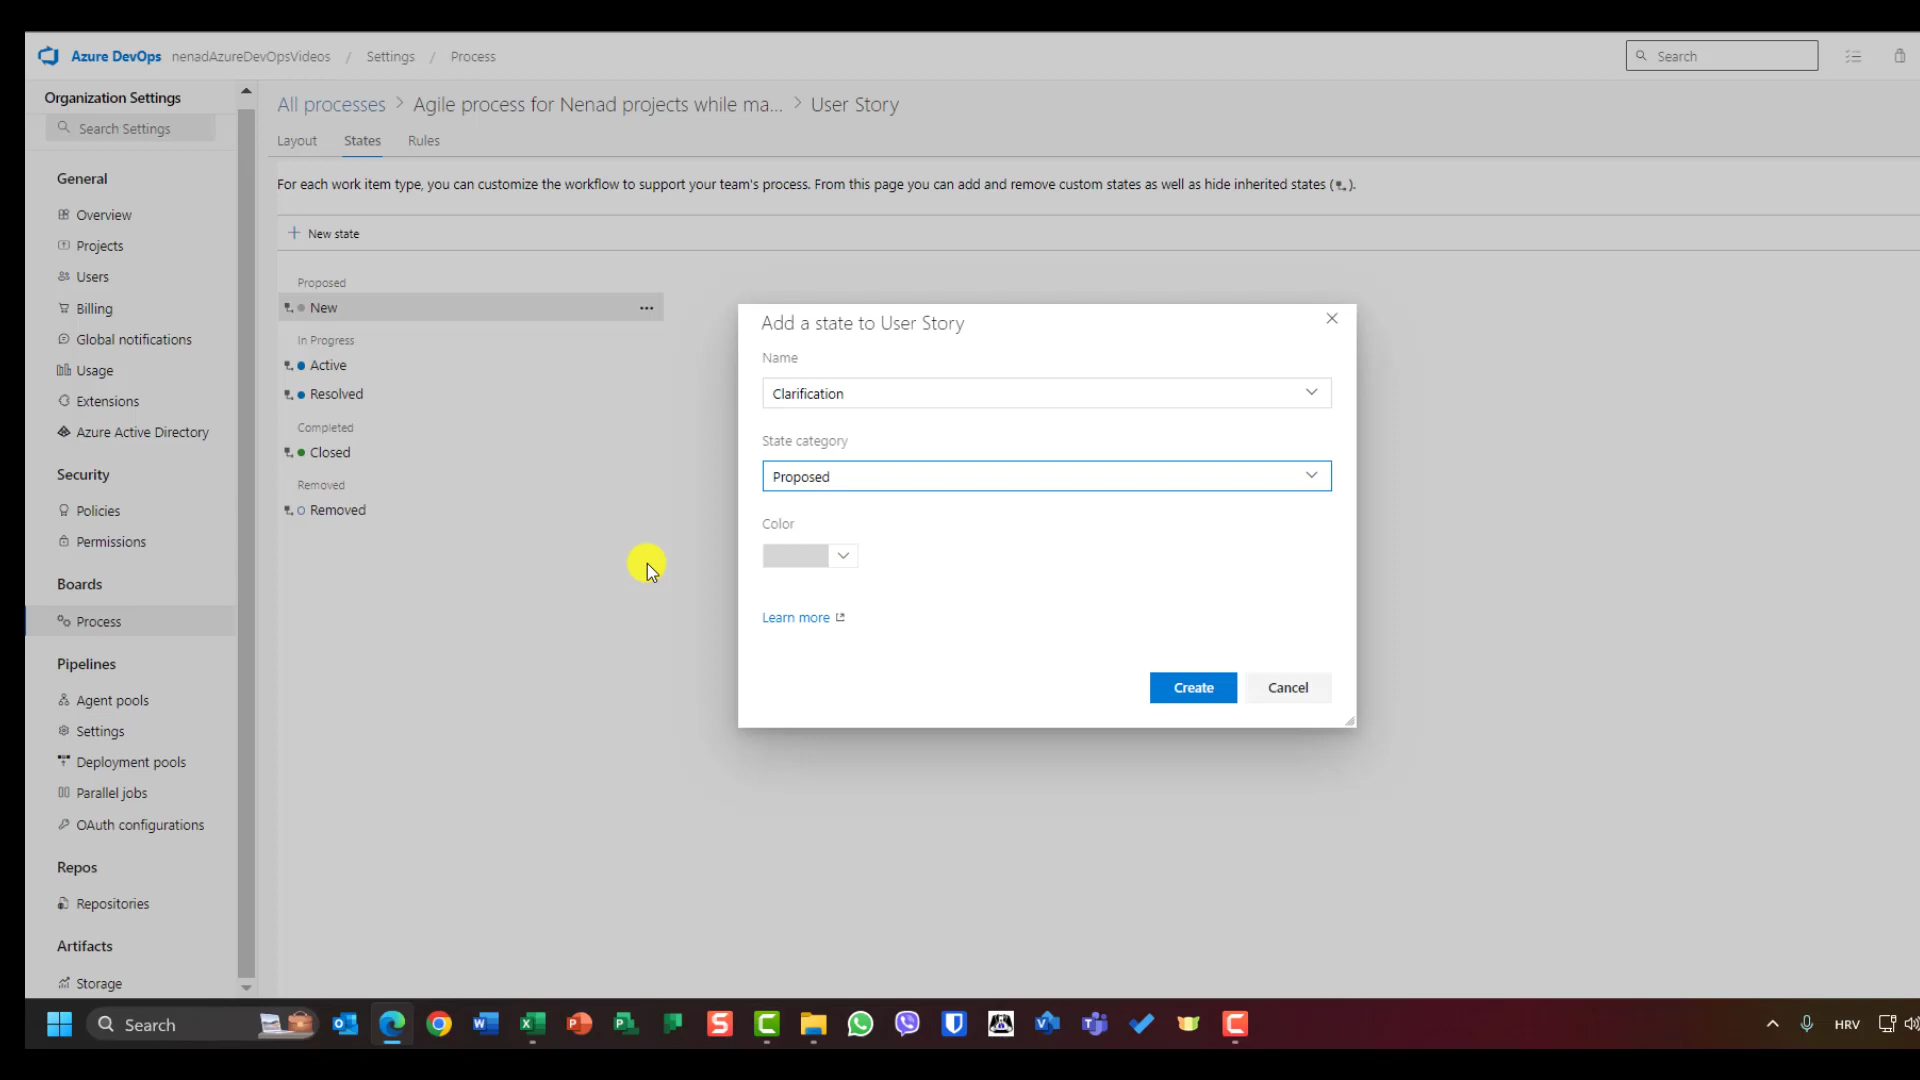 Azure DevOps nenadAzureDevOpsVideos / Settings / Process
Search
Organization Settings
Search Settings
General
Overview
Projects
Users
Billing
Global notifications
Usage
Extensions
Azure Active Directory
Security
Policies
Permissions
Boards
Process
Pipelines
Agent pools
Settings
Deployment pools
Parallel jobs
OAuth configurations
Repos
Repositories
Artifacts
Storage
All processes > Agile process for Nenad projects while ma... > User Story
Layout States Rules
For each work item type, you can customize the workflow to support your team's process. From this page you can add and remove custom states as well as hide inherited states ( ).
New state
Proposed
New
In Progress
Active
Resolved
Completed
Closed
Removed
Removed
Add a state to User Story
Name
Clarification
State category
Proposed
Color
Learn more
Create Cancel
Search
HRV